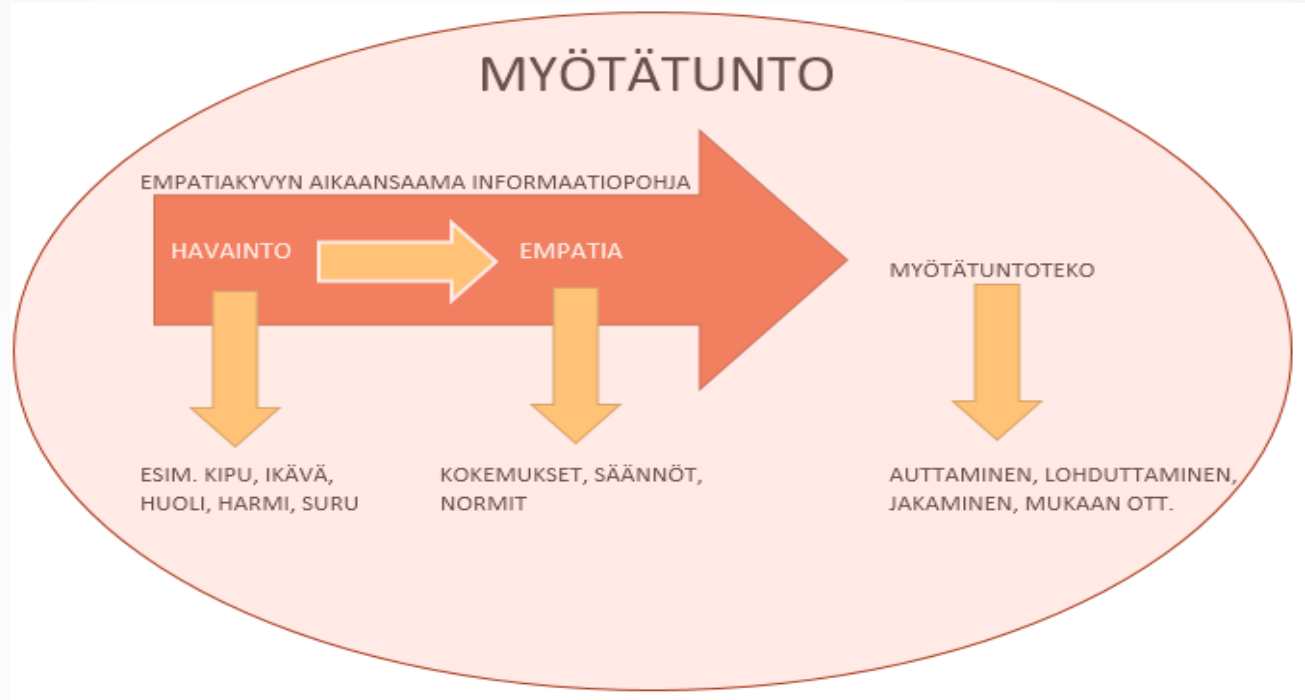 MYÖTÄTUNTO
EMPATIAKYVYN AIKAANSAAMA INFORMAATIOPOHJA
HAVAINTO
EMPATIA
MYÖTÄTUNTOTEKO
ESIM. KIPU, IKÄVÄ,
HUOLI, HARMI, SURU
KOKEMUKSET, SÄÄNNÖT,
NORMIT
AUTTAMINEN, LOHDUTTAMINEN,
JAKAMINEN, MUKAAN OTT.